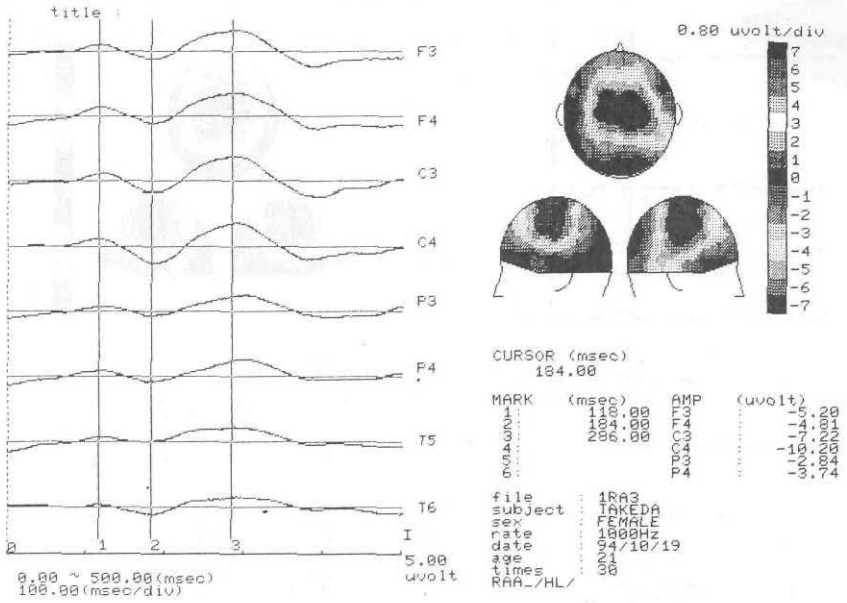 title :
F3
F4
C3
C4
P3
P4
T5
T6
0 1 2 3
I
5.00
uvolt
0.00 ~ 500.00(msec)
100.00(msec/div)
0.80 uvolt/div
7
6
5
4
3
2
1
0
-1
-2
-3
-4
-5
-6
-7
CURSOR (msec)
184.00
MARK (msec) AMP (uvolt)
1: 118.00 F3 : -5.20
2: 184.00 F4 : -4.81
3: 286.00 C3 : -7.22
4: C4 : -10.20
5: P3 : -2.84
6: P4 : -3.74
file : 1RA3
subject : TAKEDA
sex : FEMALE
rate : 1000Hz
date : 94/10/19
age : 21
times : 30
RAA_/HL/